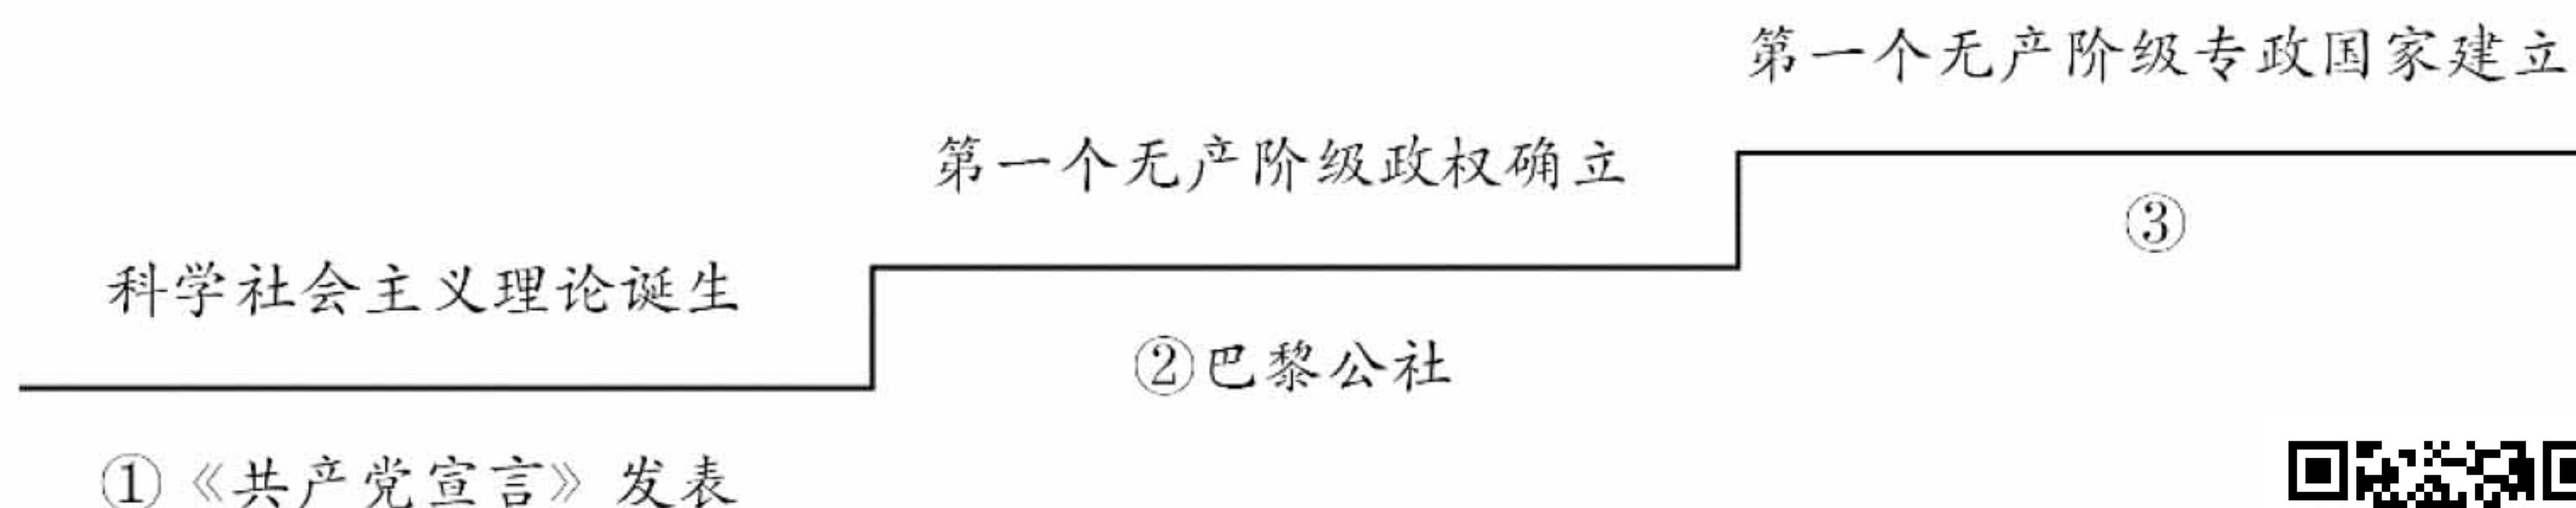 第一个无产阶级专政国家建立
第一个无产阶级政权确立
③
科学社会主义理论诞生
②巴黎公社
①《共产党宣言》发表